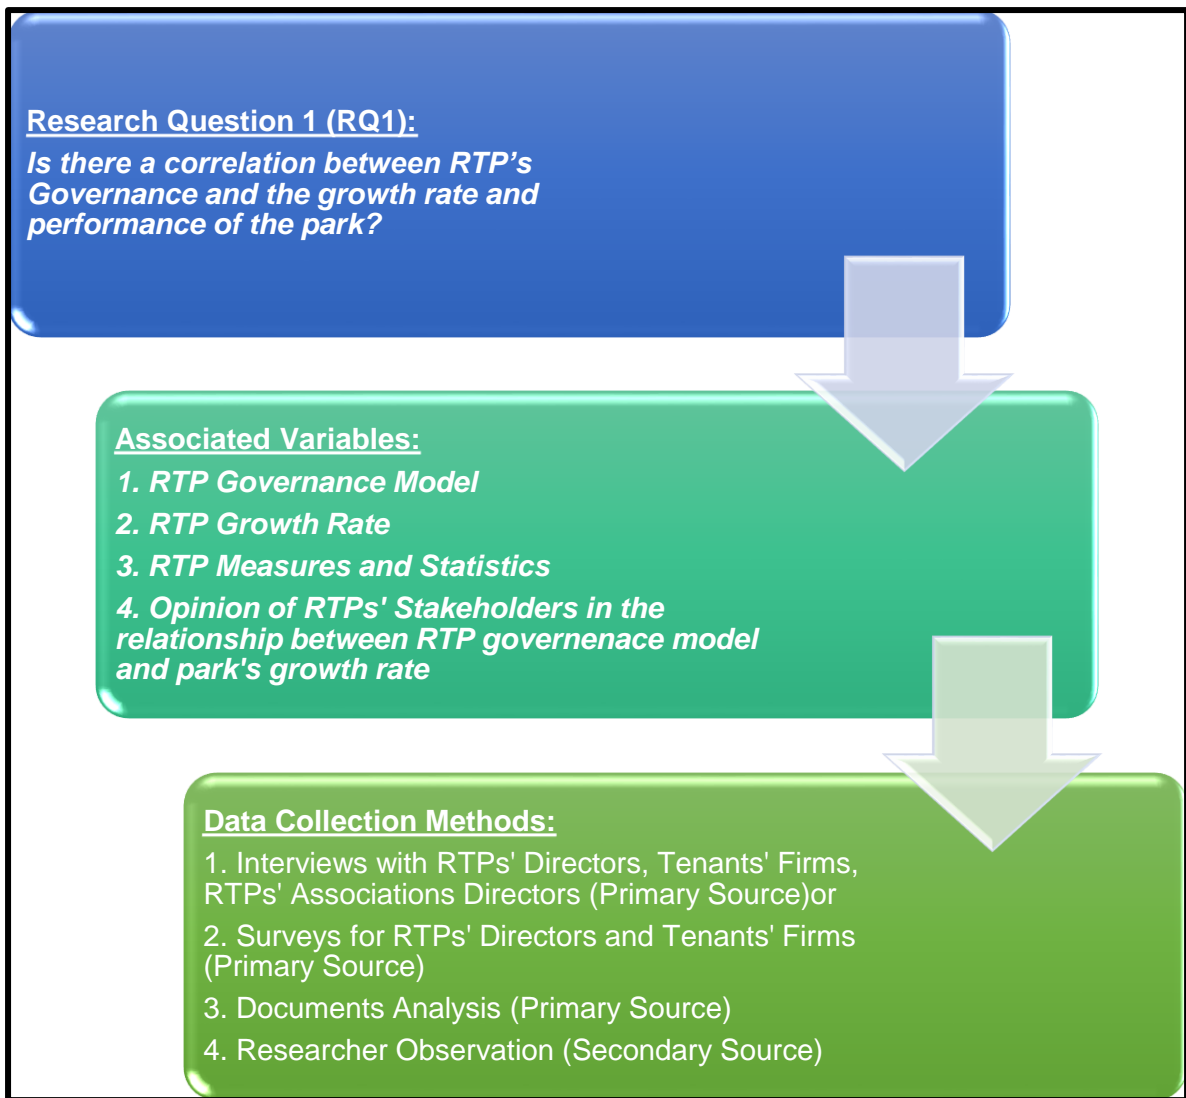 Research Question 1 (RQ1):
Is there a correlation between RTP’s
Governance and the growth rate and
performance of the park?
Associated Variables:
1. RTP Governance Model
2. RTP Growth Rate
3. RTP Measures and Statistics
4. Opinion of RTPs' Stakeholders in the
relationship between RTP governenace model
and park's growth rate
Data Collection Methods:
1. Interviews with RTPs' Directors, Tenants' Firms,
RTPs' Associations Directors (Primary Source)or
2. Surveys for RTPs' Directors and Tenants' Firms
(Primary Source)
3. Documents Analysis (Primary Source)
4. Researcher Observation (Secondary Source)